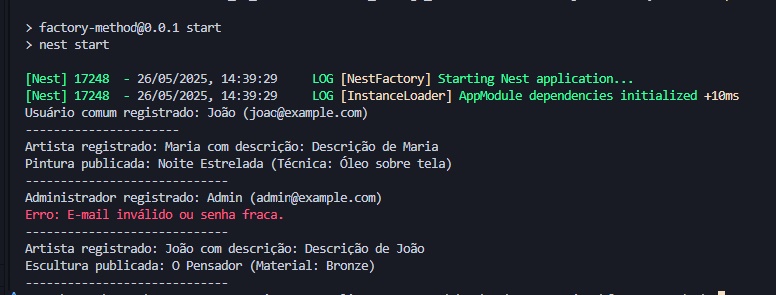 > factory-method@0.0.1 start
> nest start
[Nest] 17248  - 26/05/2025, 14:39:29     LOG [NestFactory] Starting Nest application...
[Nest] 17248  - 26/05/2025, 14:39:29     LOG [InstanceLoader] AppModule dependencies initialized +10ms
Usuário comum registrado: João (joao@example.com)
-----------------------
Artista registrado: Maria com descrição: Descrição de Maria
Pintura publicada: Noite Estrelada (Técnica: Óleo sobre tela)
------------------------------
Administrador registrado: Admin (admin@example.com)
Erro: E-mail inválido ou senha fraca.
------------------------------
Artista registrado: João com descrição: Descrição de João
Escultura publicada: O Pensador (Material: Bronze)
------------------------------